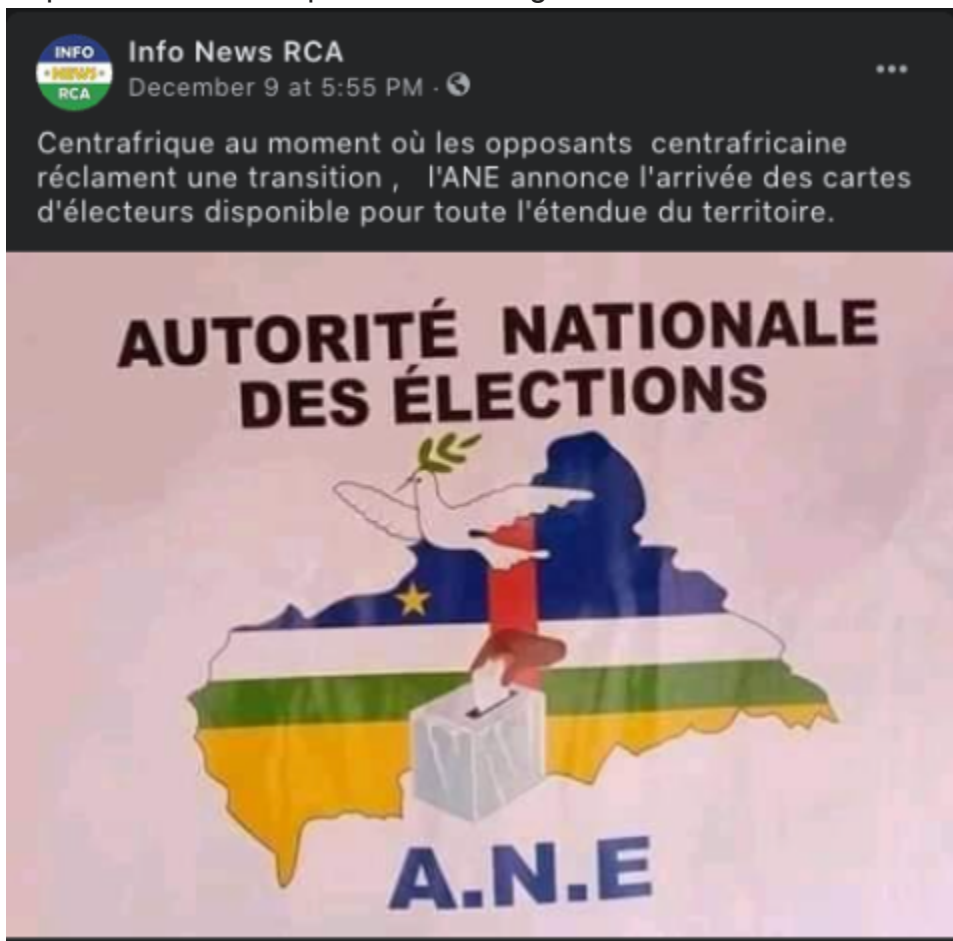 INFO
NEWS
RCA
Info News RCA
December 9 at 5:55 PM ·
Centrafrique au moment où les opposants centrafricaine
réclament une transition , l'ANE annonce l'arrivée des cartes
d'électeurs disponible pour toute l'étendue du territoire.
AUTORITÉ NATIONALE
DES ÉLECTIONS
A.N.E